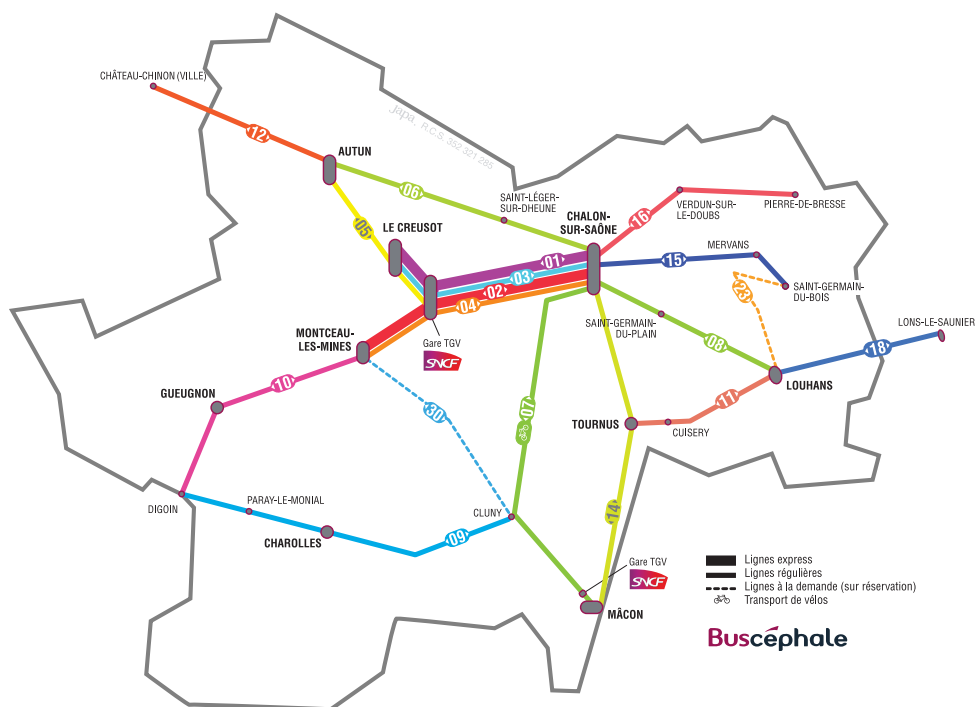 CHÂTEAU-CHINON (VILLE)
12
AUTUN
Japa. R.C.S. 352 321 285
06
SAINT-LÉGER-
SUR-DHEUNE
05
LE CREUSOT
CHALON-
SUR-SAÔNE
16
VERDUN-SUR-
LE-DOUBS
PIERRE-DE-BRESSE
01
03
02
04
15
MERVANS
SAINT-GERMAIN-
DU-BOIS
23
MONTCEAU-
LES-MINES
Gare TGV
SNCF
SAINT-GERMAIN-
DU-PLAIN
08
LONS-LE-SAUNIER
18
LOUHANS
GUEUGNON
10
30
07
TOURNUS
11
CUISERY
DIGOIN
PARAY-LE-MONIAL
CHAROLLES
09
CLUNY
14
Gare TGV
SNCF
MÂCON
Lignes express
Lignes régulières
Lignes à la demande (sur réservation)
Transport de vélos
Buscéphale